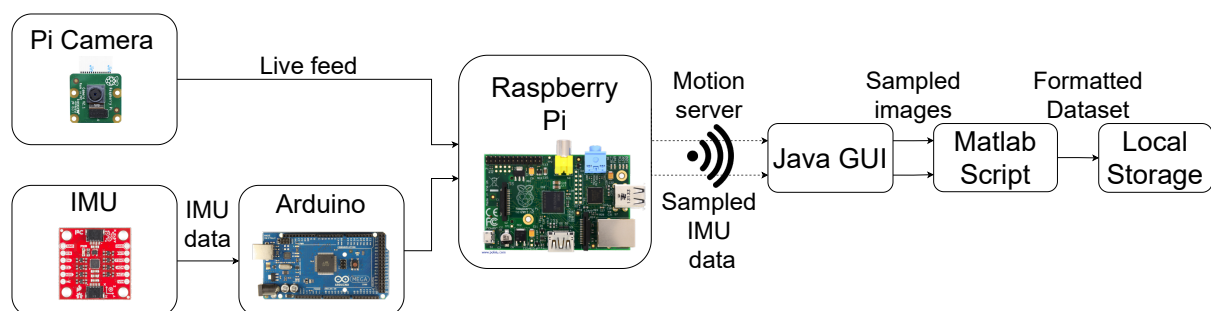 Pi Camera
Live feed
Raspberry
Pi
Motion
server
Sampled
IMU
data
Java GUI
Sampled
images
Matlab
Script
Formatted
Dataset
Local
Storage
IMU
IMU
data
Arduino
MEGA